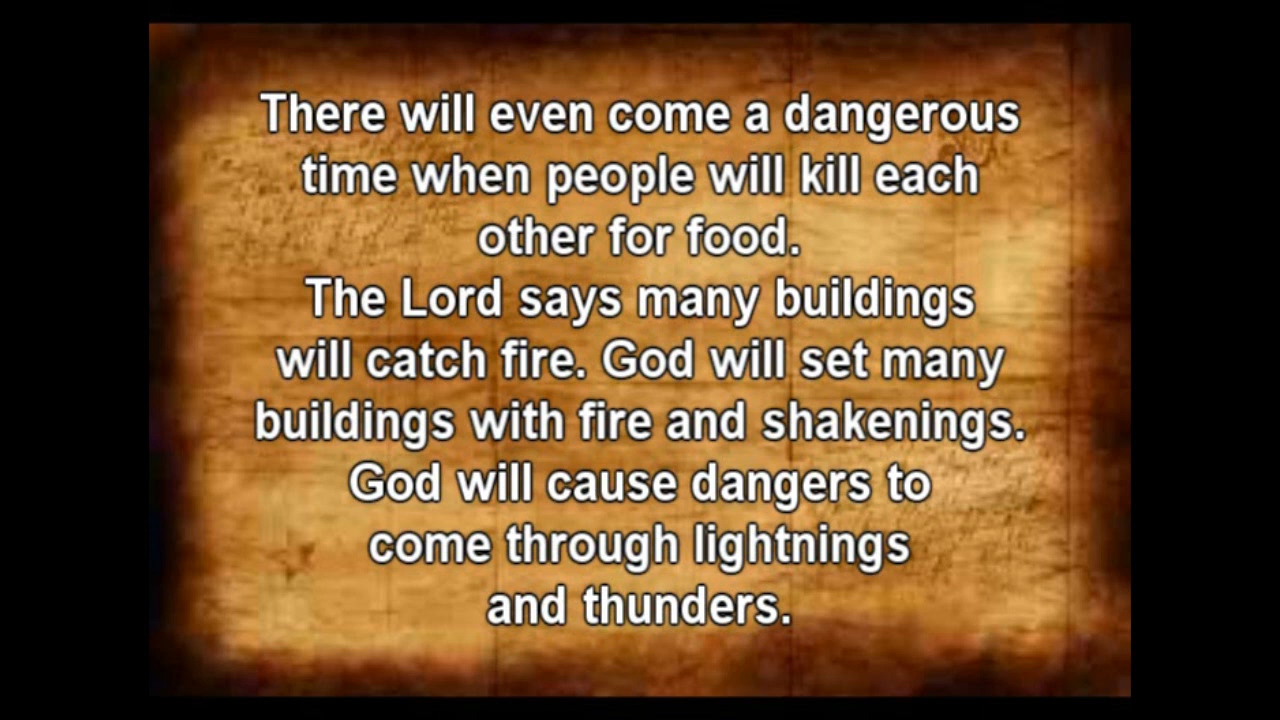 There will even come a dangerous
time when people will kill each
other for food.
The Lord says many buildings
will catch fire. God will set many
buildings with fire and shakenings.
God will cause dangers to
come through lightnings
and thunders.